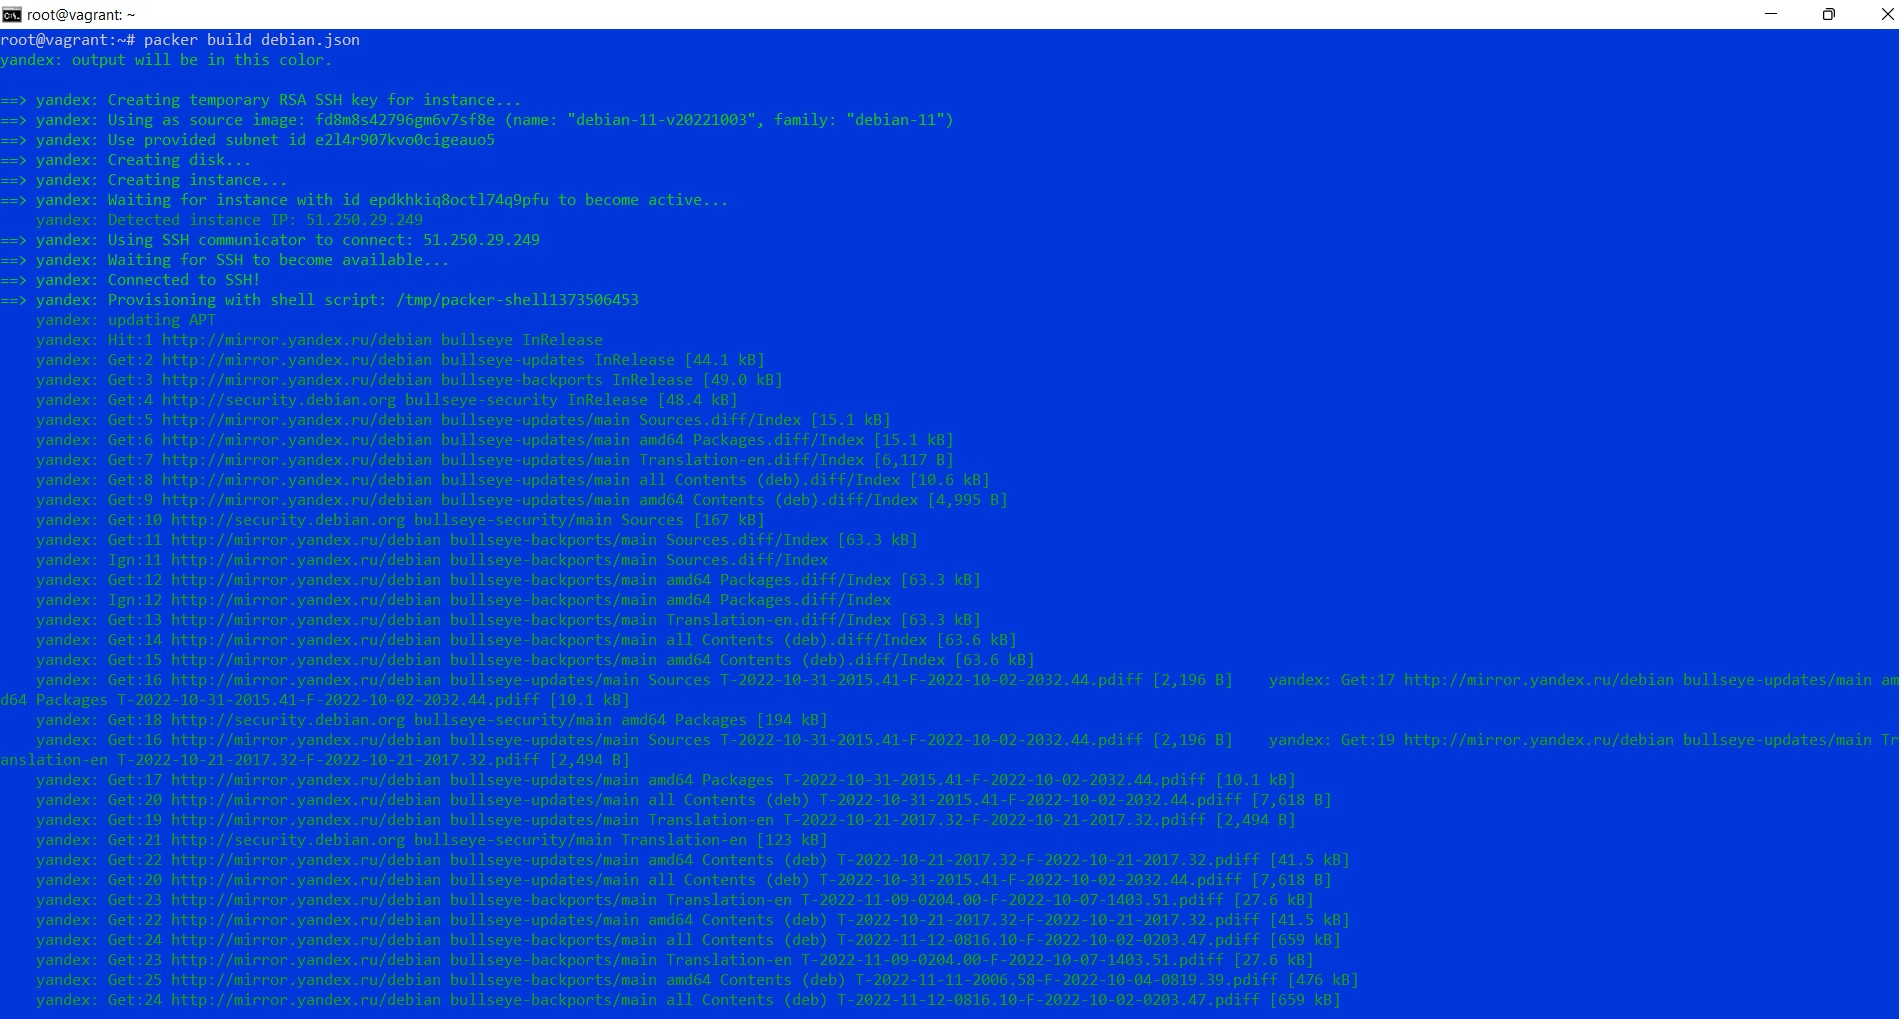 root@vagrant: ~
root@vagrant:~# packer build debian.json
yandex: output will be in this color.
==> yandex: Creating temporary RSA SSH key for instance...
==> yandex: Using as source image: fd8m8s42796gm6v7sf8e (name: "debian-11-v20221003", family: "debian-11")
==> yandex: Use provided subnet id e2l4r907kvo0cigeauo5
==> yandex: Creating disk...
==> yandex: Creating instance...
==> yandex: Waiting for instance with id epdkhkiq8octl74q9pfu to become active...
    yandex: Detected instance IP: 51.250.29.249
==> yandex: Using SSH communicator to connect: 51.250.29.249
==> yandex: Waiting for SSH to become available...
==> yandex: Connected to SSH!
==> yandex: Provisioning with shell script: /tmp/packer-shell1373506453
    yandex: updating APT
    yandex: Hit:1 http://mirror.yandex.ru/debian bullseye InRelease
    yandex: Get:2 http://mirror.yandex.ru/debian bullseye-updates InRelease [44.1 kB]
    yandex: Get:3 http://mirror.yandex.ru/debian bullseye-backports InRelease [49.0 kB]
    yandex: Get:4 http://security.debian.org bullseye-security InRelease [48.4 kB]
    yandex: Get:5 http://mirror.yandex.ru/debian bullseye-updates/main Sources.diff/Index [15.1 kB]
    yandex: Get:6 http://mirror.yandex.ru/debian bullseye-updates/main amd64 Packages.diff/Index [15.1 kB]
    yandex: Get:7 http://mirror.yandex.ru/debian bullseye-updates/main Translation-en.diff/Index [6,117 B]
    yandex: Get:8 http://mirror.yandex.ru/debian bullseye-updates/main all Contents (deb).diff/Index [10.6 kB]
    yandex: Get:9 http://mirror.yandex.ru/debian bullseye-updates/main amd64 Contents (deb).diff/Index [4,995 B]
    yandex: Get:10 http://security.debian.org bullseye-security/main Sources [167 kB]
    yandex: Get:11 http://mirror.yandex.ru/debian bullseye-backports/main Sources.diff/Index [63.3 kB]
    yandex: Ign:11 http://mirror.yandex.ru/debian bullseye-backports/main Sources.diff/Index
    yandex: Get:12 http://mirror.yandex.ru/debian bullseye-backports/main amd64 Packages.diff/Index [63.3 kB]
    yandex: Ign:12 http://mirror.yandex.ru/debian bullseye-backports/main amd64 Packages.diff/Index
    yandex: Get:13 http://mirror.yandex.ru/debian bullseye-backports/main Translation-en.diff/Index [63.3 kB]
    yandex: Get:14 http://mirror.yandex.ru/debian bullseye-backports/main all Contents (deb).diff/Index [63.6 kB]
    yandex: Get:15 http://mirror.yandex.ru/debian bullseye-backports/main amd64 Contents (deb).diff/Index [63.6 kB]
    yandex: Get:16 http://mirror.yandex.ru/debian bullseye-updates/main Sources T-2022-10-31-2015.41-F-2022-10-02-2032.44.pdiff [2,196 B]    yandex: Get:17 http://mirror.yandex.ru/debian bullseye-updates/main am
d64 Packages T-2022-10-31-2015.41-F-2022-10-02-2032.44.pdiff [10.1 kB]
    yandex: Get:18 http://security.debian.org bullseye-security/main amd64 Packages [194 kB]
    yandex: Get:16 http://mirror.yandex.ru/debian bullseye-updates/main Sources T-2022-10-31-2015.41-F-2022-10-02-2032.44.pdiff [2,196 B]    yandex: Get:19 http://mirror.yandex.ru/debian bullseye-updates/main Tr
anslation-en T-2022-10-21-2017.32-F-2022-10-21-2017.32.pdiff [2,494 B]
    yandex: Get:17 http://mirror.yandex.ru/debian bullseye-updates/main amd64 Packages T-2022-10-31-2015.41-F-2022-10-02-2032.44.pdiff [10.1 kB]
    yandex: Get:20 http://mirror.yandex.ru/debian bullseye-updates/main all Contents (deb) T-2022-10-31-2015.41-F-2022-10-02-2032.44.pdiff [7,618 B]
    yandex: Get:19 http://mirror.yandex.ru/debian bullseye-updates/main Translation-en T-2022-10-21-2017.32-F-2022-10-21-2017.32.pdiff [2,494 B]
    yandex: Get:21 http://security.debian.org bullseye-security/main Translation-en [123 kB]
    yandex: Get:22 http://mirror.yandex.ru/debian bullseye-updates/main amd64 Contents (deb) T-2022-10-21-2017.32-F-2022-10-21-2017.32.pdiff [41.5 kB]
    yandex: Get:20 http://mirror.yandex.ru/debian bullseye-updates/main all Contents (deb) T-2022-10-31-2015.41-F-2022-10-02-2032.44.pdiff [7,618 B]
    yandex: Get:23 http://mirror.yandex.ru/debian bullseye-backports/main Translation-en T-2022-11-09-0204.00-F-2022-10-07-1403.51.pdiff [27.6 kB]
    yandex: Get:22 http://mirror.yandex.ru/debian bullseye-updates/main amd64 Contents (deb) T-2022-10-21-2017.32-F-2022-10-21-2017.32.pdiff [41.5 kB]
    yandex: Get:24 http://mirror.yandex.ru/debian bullseye-backports/main all Contents (deb) T-2022-11-12-0816.10-F-2022-10-02-0203.47.pdiff [659 kB]
    yandex: Get:23 http://mirror.yandex.ru/debian bullseye-backports/main Translation-en T-2022-11-09-0204.00-F-2022-10-07-1403.51.pdiff [27.6 kB]
    yandex: Get:25 http://mirror.yandex.ru/debian bullseye-backports/main amd64 Contents (deb) T-2022-11-11-2006.58-F-2022-10-04-0819.39.pdiff [476 kB]
    yandex: Get:24 http://mirror.yandex.ru/debian bullseye-backports/main all Contents (deb) T-2022-11-12-0816.10-F-2022-10-02-0203.47.pdiff [659 kB]